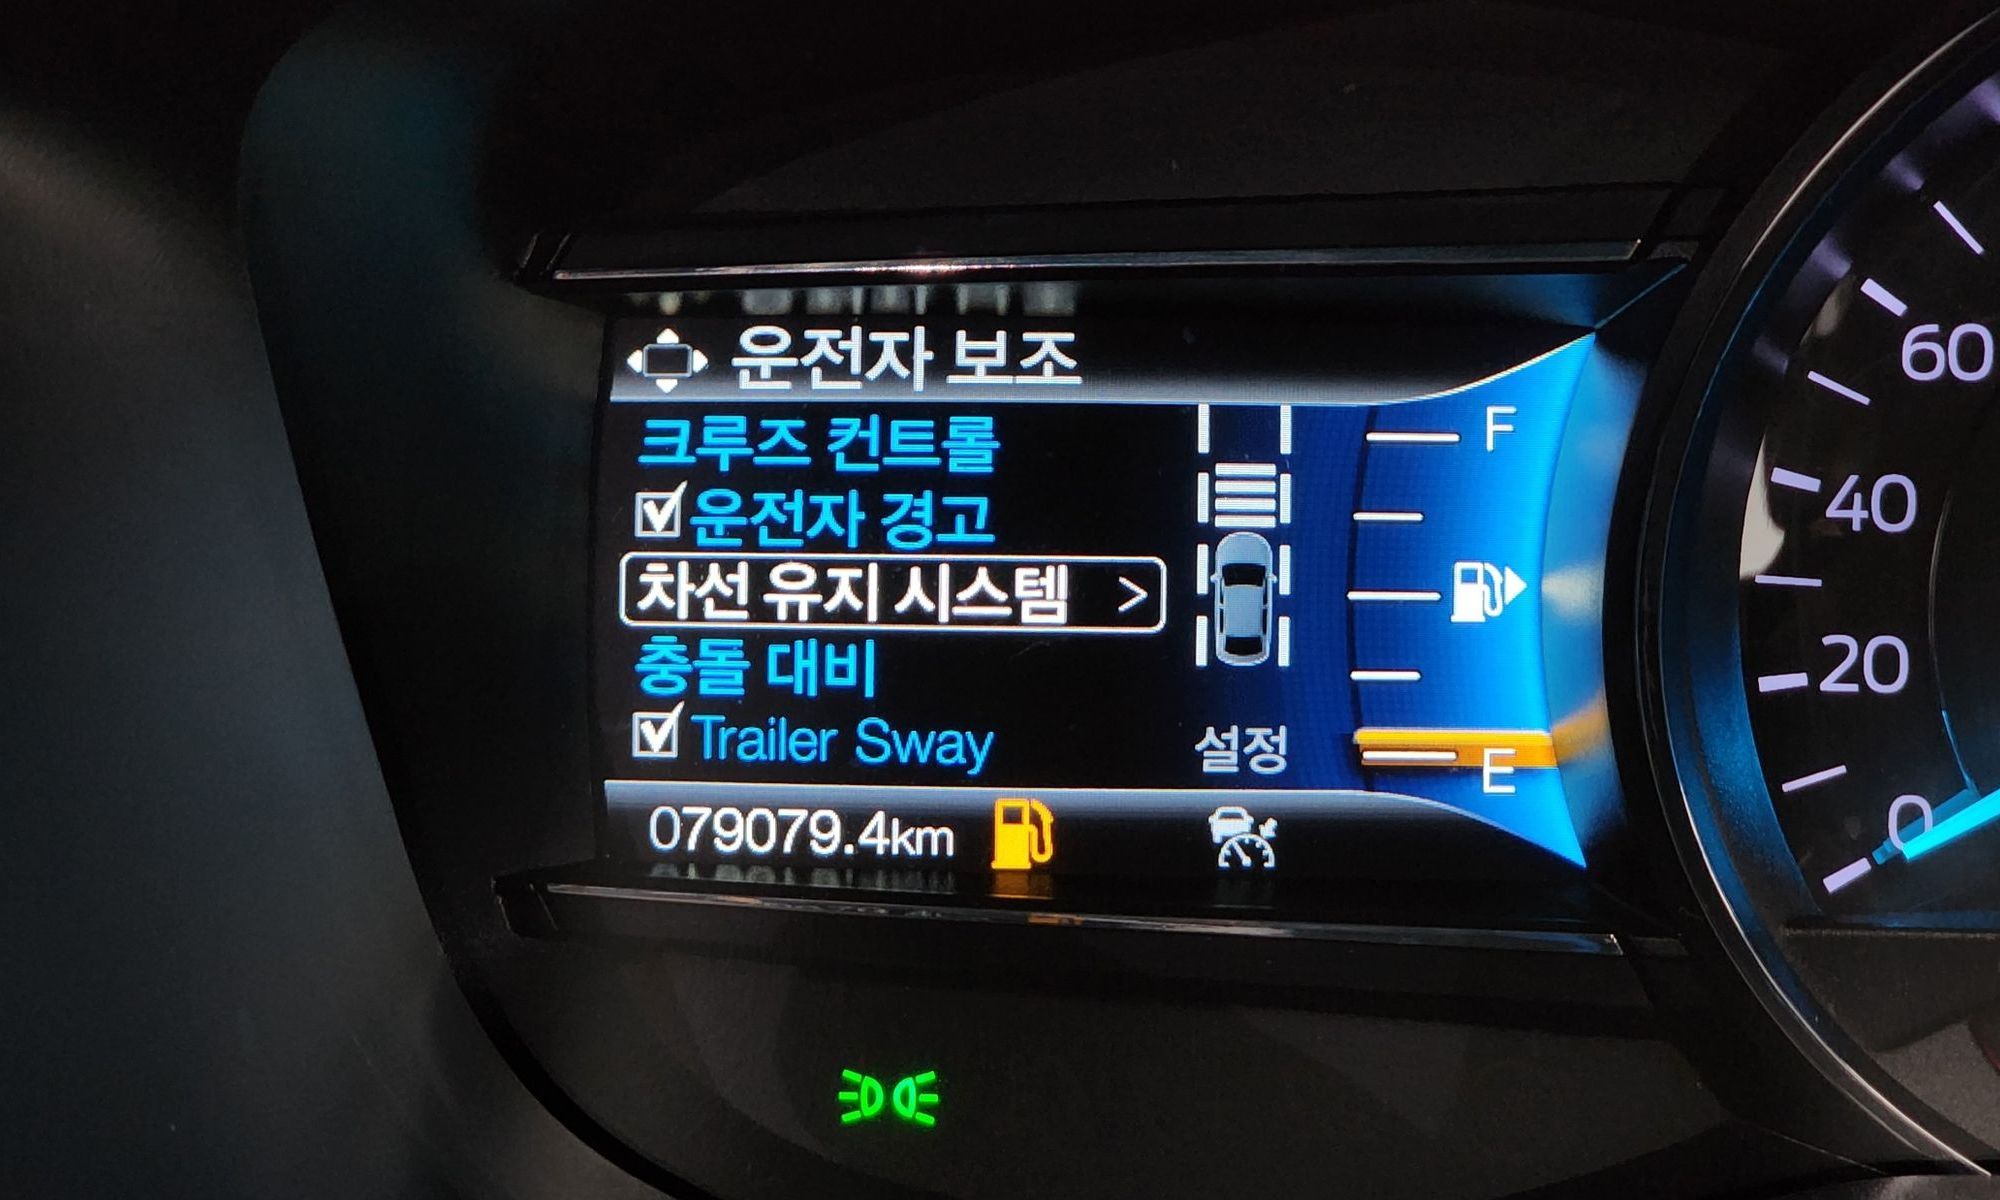 운전자 보조
크루즈 컨트롤
운전자 경고
차선 유지 시스템 >
충돌 대비
Trailer Sway
설정
079079.4km
F
E
60
40
20
0